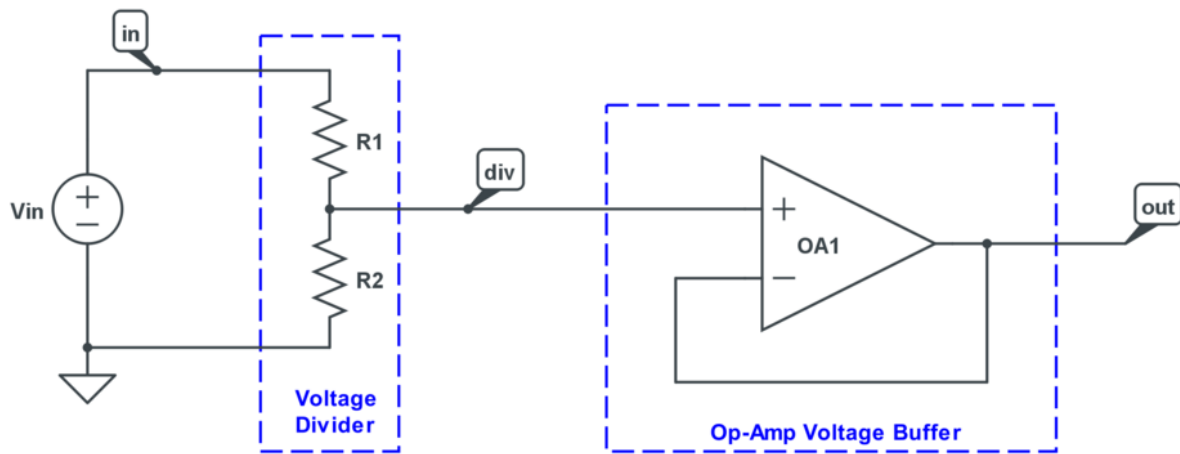 in
R1
div
Vin
+
−
+
OA1
−
out
R2
Voltage
Divider
Op-Amp Voltage Buffer